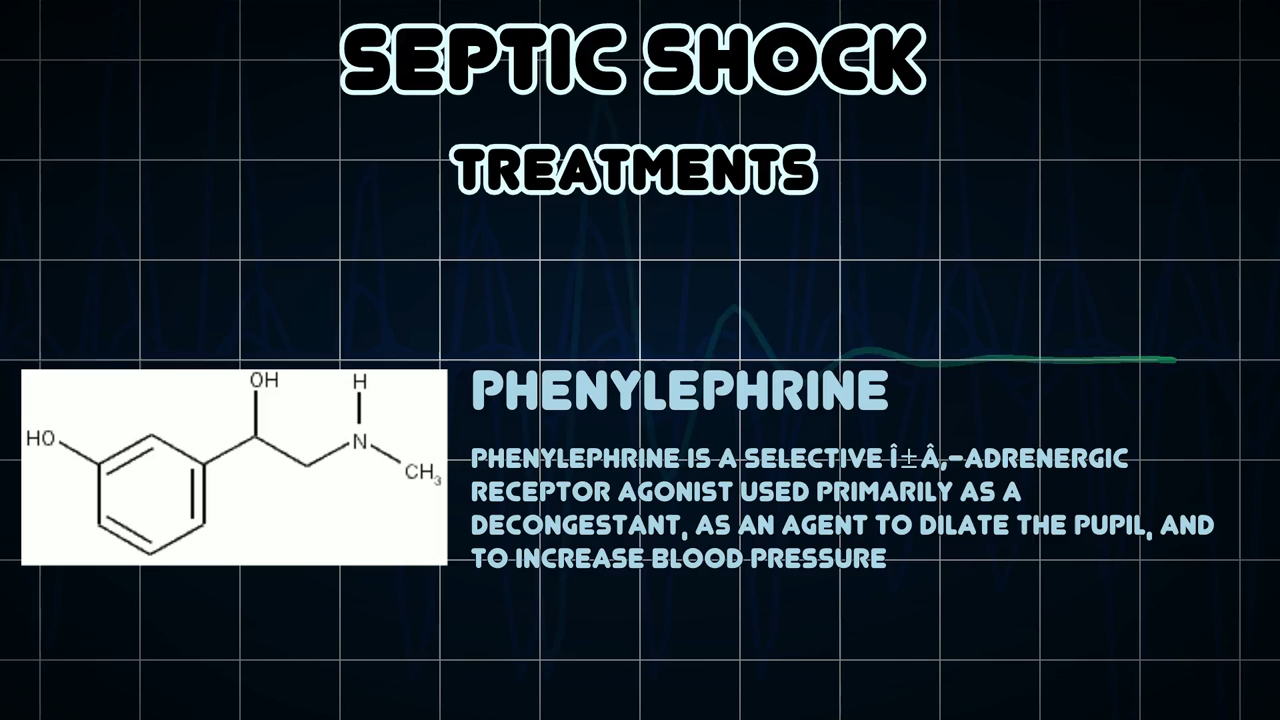 SEPTIC SHOCK
TREATMENTS
PHENYLEPHRINE
PHENYLEPHRINE IS A SELECTIVE Î±Â‚-ADRENERGIC
RECEPTOR AGONIST USED PRIMARILY AS A
DECONGESTANT, AS AN AGENT TO DILATE THE PUPIL, AND
TO INCREASE BLOOD PRESSURE
OH
H
HO
N
CH₃